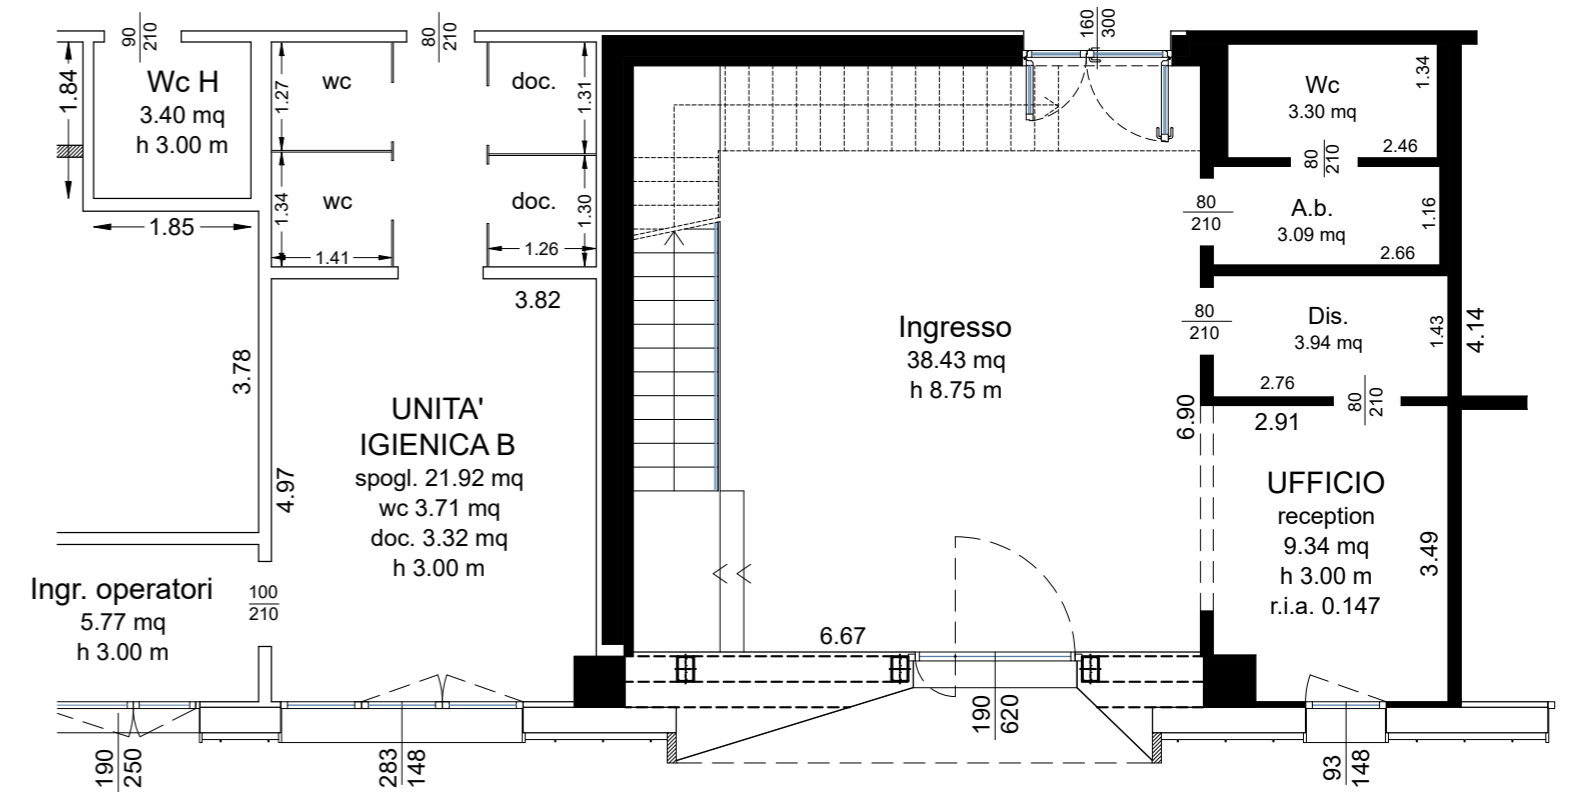 90
210
80
210
160
300
1.84
Wc H
3.40 mq
h 3.00 m
1.27
wc
doc.
1.31
Wc
3.30 mq
1.34
2.46
80
210
1.85
1.34
wc
1.41
doc.
1.30
1.26
80
210
A.b.
3.09 mq
1.16
2.66
3.82
3.78
Ingresso
38.43 mq
h 8.75 m
80
210
Dis.
3.94 mq
1.43
4.14
2.76
80
210
UNITA'
IGIENICA B
spogl. 21.92 mq
wc 3.71 mq
doc. 3.32 mq
h 3.00 m
4.97
6.90
2.91
UFFICIO
reception
9.34 mq
h 3.00 m
r.i.a. 0.147
3.49
Ingr. operatori
5.77 mq
h 3.00 m
100
210
6.67
190
250
283
148
190
620
93
148